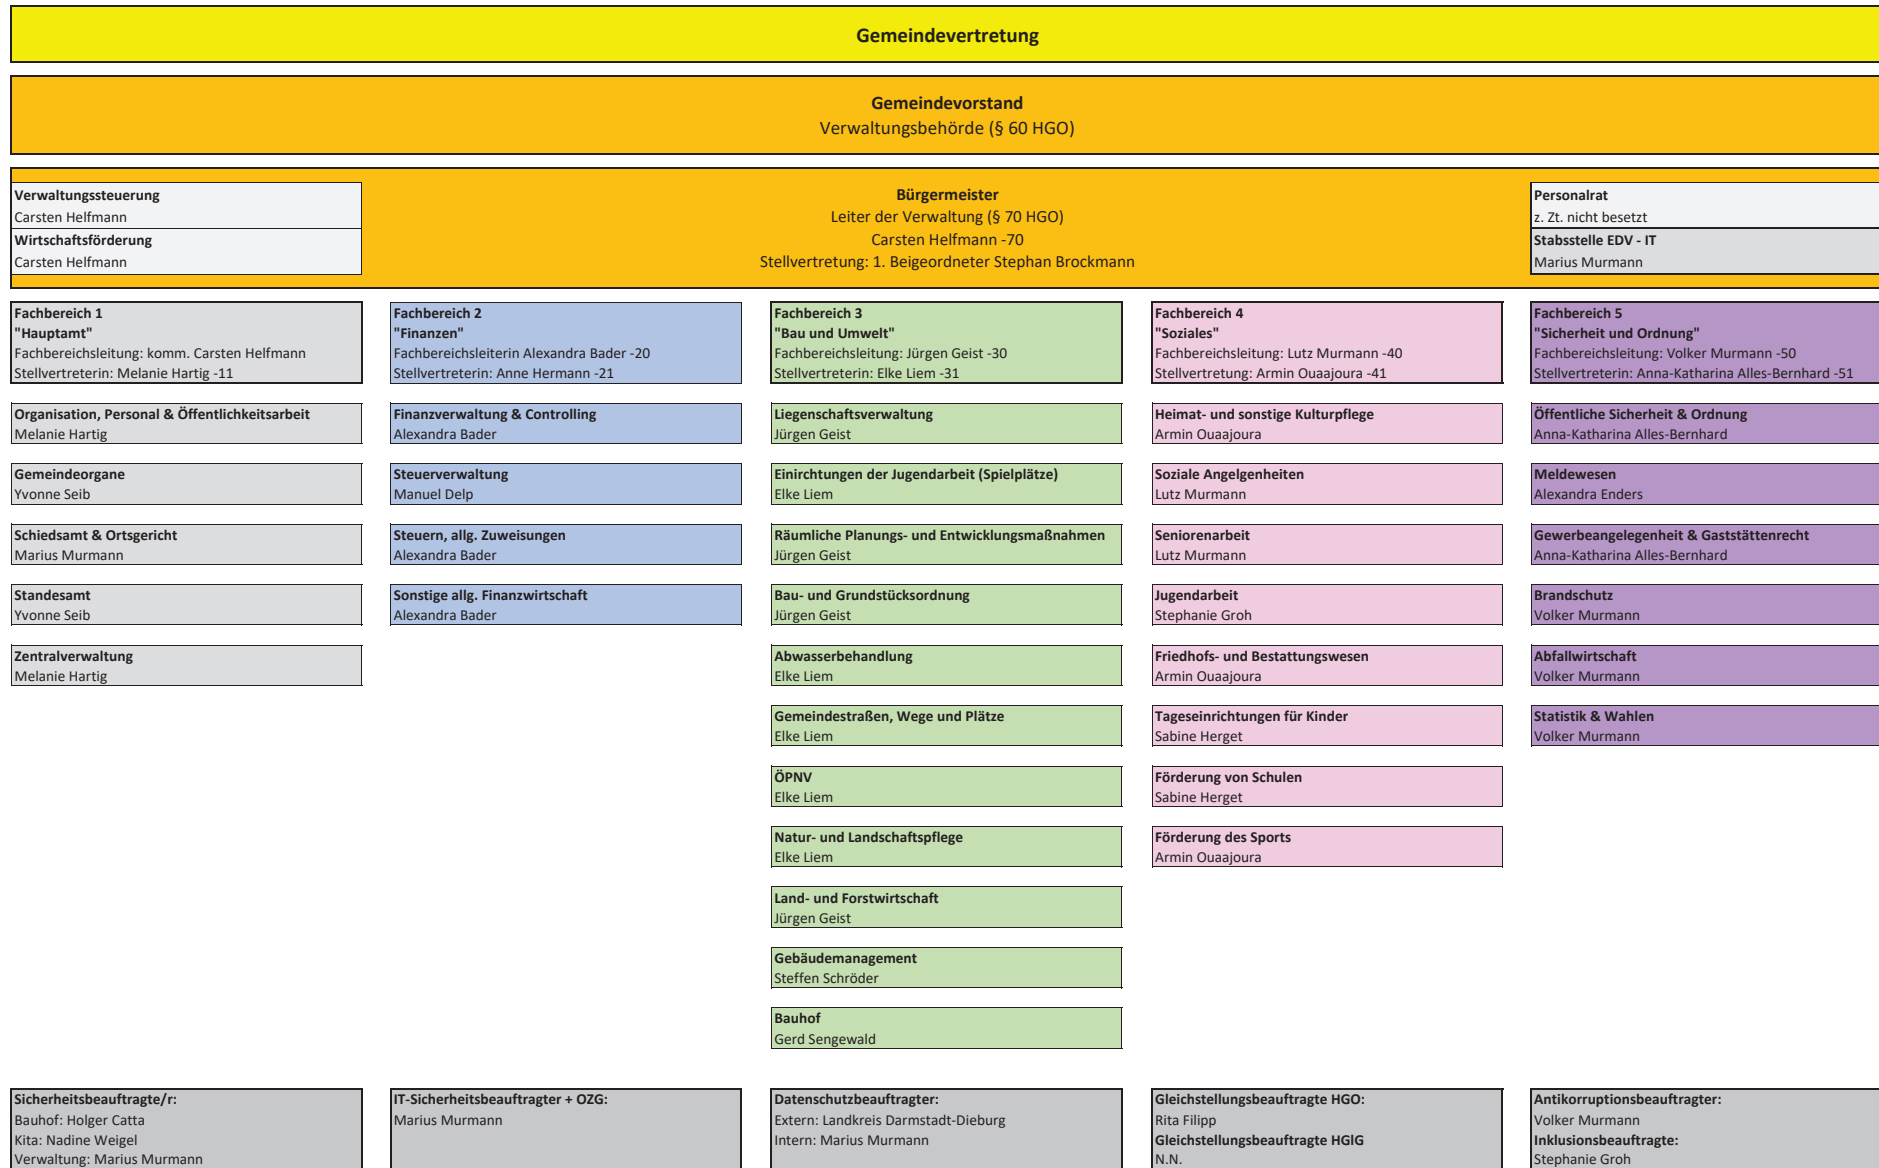 Gemeindevertretung
Gemeindevorstand
Verwaltungsbehörde (§ 60 HGO)
Verwaltungssteuerung
Carsten Helfmann
Wirtschaftsförderung
Carsten Helfmann
Bürgermeister
Leiter der Verwaltung (§ 70 HGO)
Carsten Helfmann -70
Stellvertretung: 1. Beigeordneter Stephan Brockmann
Personalrat
z. Zt. nicht besetzt
Stabsstelle EDV - IT
Marius Murmann
Fachbereich 1
"Hauptamt"
Fachbereichsleitung: komm. Carsten Helfmann
Stellvertreterin: Melanie Hartig -11
Organisation, Personal & Öffentlichkeitsarbeit
Melanie Hartig
Gemeindeorgane
Yvonne Seib
Schiedsamt & Ortsgericht
Marius Murmann
Standesamt
Yvonne Seib
Zentralverwaltung
Melanie Hartig
Fachbereich 2
"Finanzen"
Fachbereichsleiterin Alexandra Bader -20
Stellvertreterin: Anne Hermann -21
Finanzverwaltung & Controlling
Alexandra Bader
Steuerverwaltung
Manuel Delp
Steuern, allg. Zuweisungen
Alexandra Bader
Sonstige allg. Finanzwirtschaft
Alexandra Bader
Fachbereich 3
"Bau und Umwelt"
Fachbereichsleitung: Jürgen Geist -30
Stellvertreterin: Elke Liem -31
Liegenschaftsverwaltung
Jürgen Geist
Einirchtungen der Jugendarbeit (Spielplätze)
Elke Liem
Räumliche Planungs- und Entwicklungsmaßnahmen
Jürgen Geist
Bau- und Grundstücksordnung
Jürgen Geist
Abwasserbehandlung
Elke Liem
Gemeindestraßen, Wege und Plätze
Elke Liem
ÖPNV
Elke Liem
Natur- und Landschaftspflege
Elke Liem
Land- und Forstwirtschaft
Jürgen Geist
Gebäudemanagement
Steffen Schröder
Bauhof
Gerd Sengewald
Fachbereich 4
"Soziales"
Fachbereichsleitung: Lutz Murmann -40
Stellvertretung: Armin Ouaajoura -41
Heimat- und sonstige Kulturpflege
Armin Ouaajoura
Soziale Angelgenheiten
Lutz Murmann
Seniorenarbeit
Lutz Murmann
Jugendarbeit
Stephanie Groh
Friedhofs- und Bestattungswesen
Armin Ouaajoura
Tageseinrichtungen für Kinder
Sabine Herget
Förderung von Schulen
Sabine Herget
Förderung des Sports
Armin Ouaajoura
Fachbereich 5
"Sicherheit und Ordnung"
Fachbereichsleitung: Volker Murmann -50
Stellvertreterin: Anna-Katharina Alles-Bernhard -51
Öffentliche Sicherheit & Ordnung
Anna-Katharina Alles-Bernhard
Meldewesen
Alexandra Enders
Gewerbeangelegenheit & Gaststättenrecht
Anna-Katharina Alles-Bernhard
Brandschutz
Volker Murmann
Abfallwirtschaft
Volker Murmann
Statistik & Wahlen
Volker Murmann
Sicherheitsbeauftragte/r:
Bauhof: Holger Catta
Kita: Nadine Weigel
Verwaltung: Marius Murmann
IT-Sicherheitsbeauftragter + OZG:
Marius Murmann
Datenschutzbeauftragter:
Extern: Landkreis Darmstadt-Dieburg
Intern: Marius Murmann
Gleichstellungsbeauftragte HGO:
Rita Filipp
Gleichstellungsbeauftragte HGlG
N.N.
Antikorruptionsbeauftragter:
Volker Murmann
Inklusionsbeauftragte:
Stephanie Groh